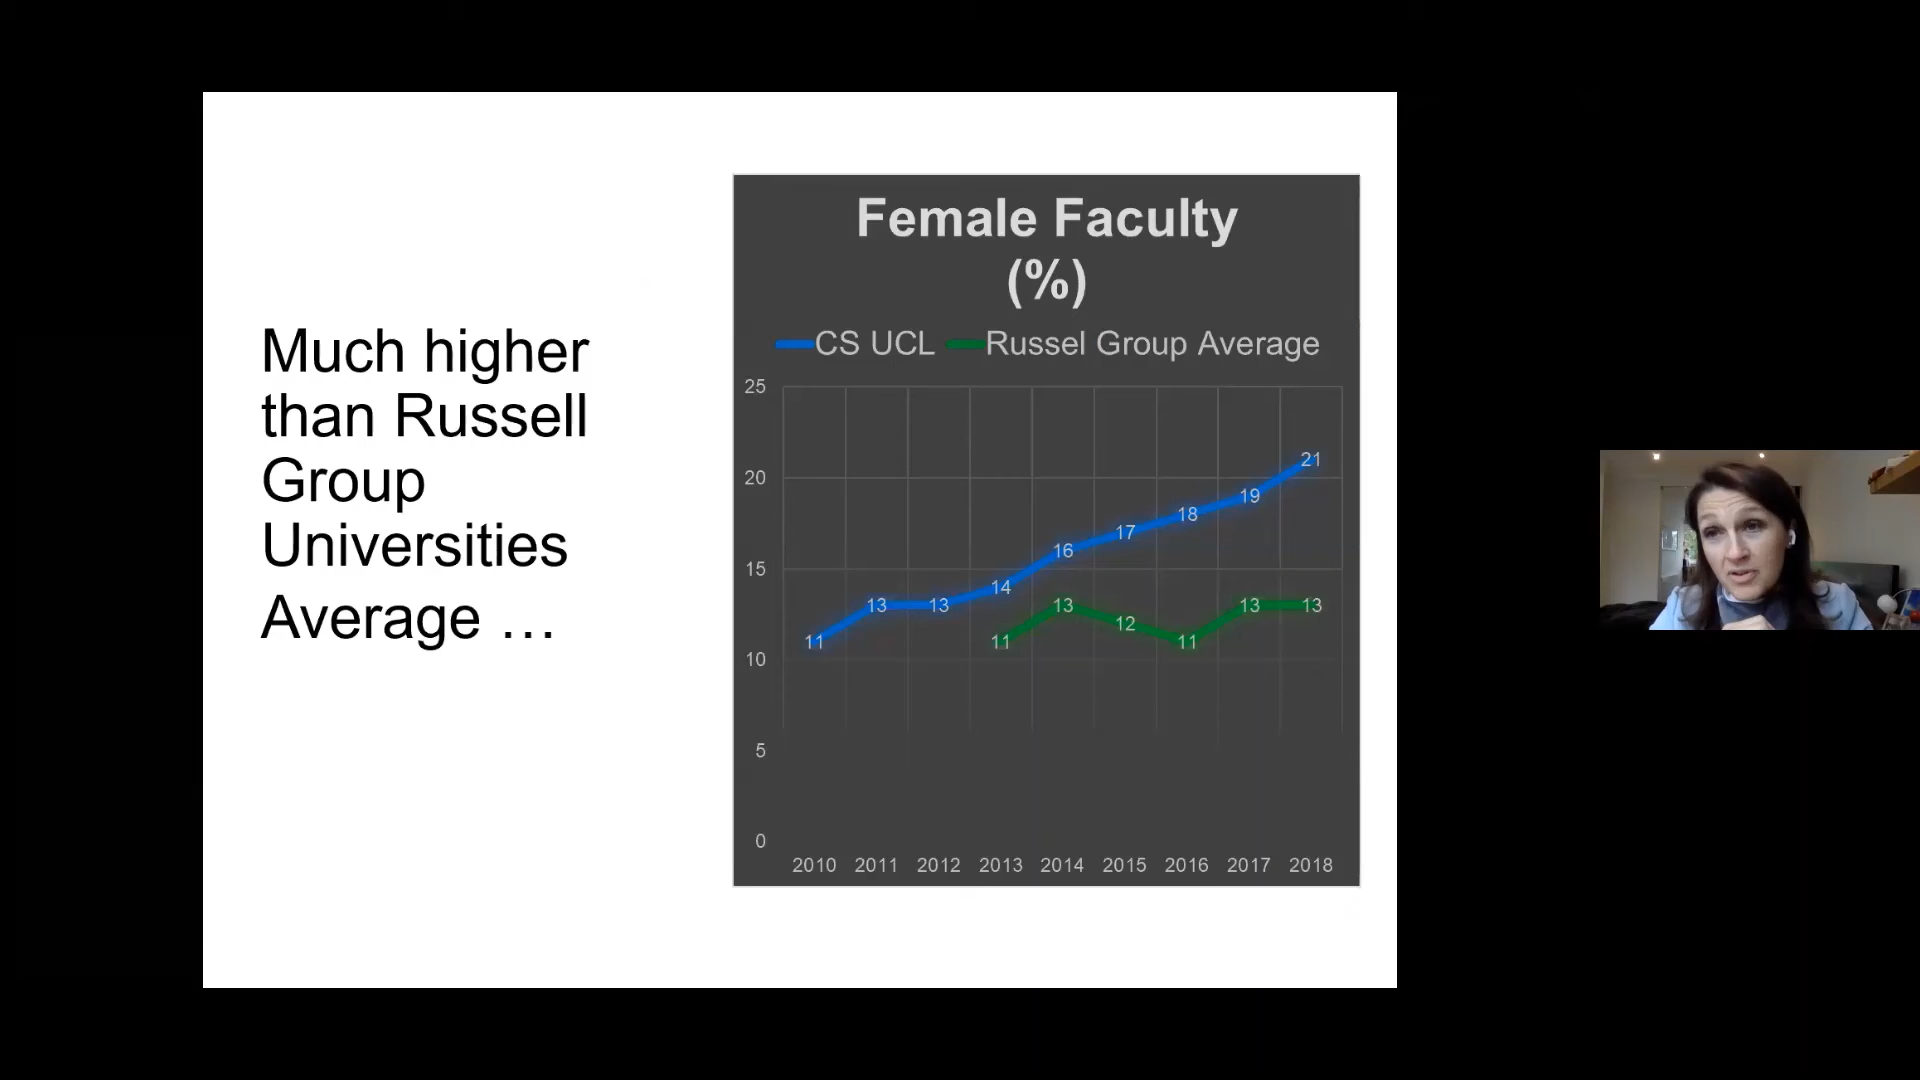 Much higher
than Russell
Group
Universities
Average …
Female Faculty
(%)
CS UCL Russel Group Average
25
20
15
10
5
0
11 13 13 14 16 17 18 19 21
11 13 12 11 13 13
2010 2011 2012 2013 2014 2015 2016 2017 2018